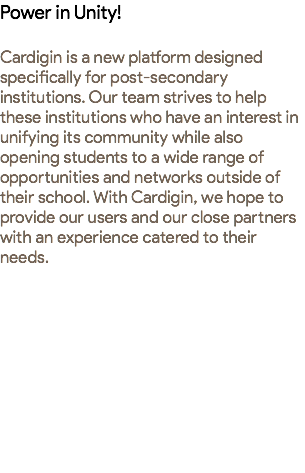 Power in Unity!
Cardigin is a new platform designed
specifically for post-secondary
institutions. Our team strives to help
these institutions who have an interest in
unifying its community while also
opening students to a wide range of
opportunities and networks outside of
their school. With Cardigin, we hope to
provide our users and our close partners
with an experience catered to their
needs.